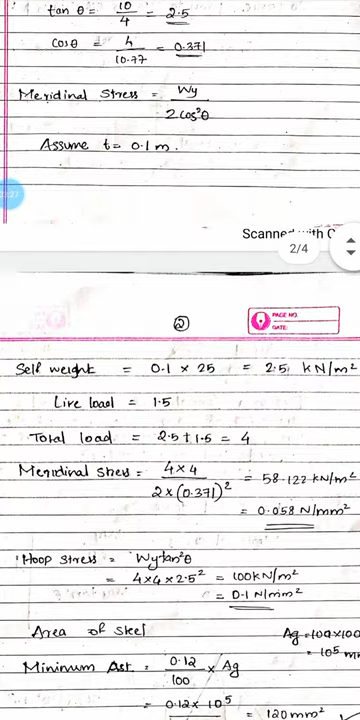 tan θ = 10/4 = 2.5
cos θ = 4/10.77 = 0.371
Meridinal Stress = Wy/2cos²θ
Assume t = 0.1 m.
Scanned with C
2/4
②
PAGE NO.
DATE:
Self weight = 0.1 × 25 = 2.5 kN/m²
Live load = 1.5
Total load = 2.5 + 1.5 = 4
Meridinal stress = 4 × 4/2 × (0.371)² = 58.122 kN/m²
= 0.058 N/mm²
Hoop stress = Wy tan²θ
= 4 × 4 × 2.5² = 100 kN/m²
= 0.1 N/mm²
Area of steel
Ag = 100 × 100
= 10⁵ mm
Minimum Ast = 0.12/100 × Ag
= 0.12 × 10⁵ = 120 mm²